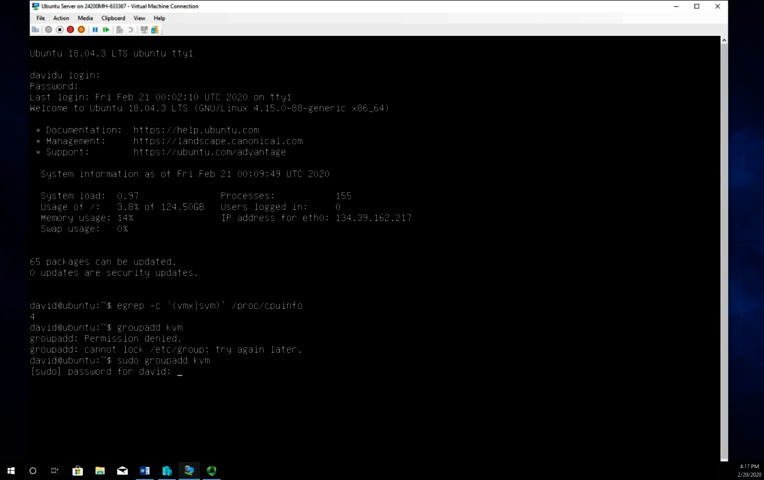 Ubuntu Server on 24200MH-633367 - Virtual Machine Connection
File Action Media Clipboard View Help
Ubuntu 18.04.3 LTS ubuntu tty1
davidu login:
Password:
Last login: Fri Feb 21 00:02:10 UTC 2020 on tty1
Welcome to Ubuntu 18.04.3 LTS (GNU/Linux 4.15.0-88-generic x86_64)
* Documentation: https://help.ubuntu.com
* Management: https://landscape.canonical.com
* Support: https://ubuntu.com/advantage
System information as of Fri Feb 21 00:09:49 UTC 2020
System load: 0.97 Processes: 155
Usage of /: 3.8% of 124.50GB Users logged in: 0
Memory usage: 14% IP address for eth0: 134.39.162.217
Swap usage: 0%
65 packages can be updated.
0 updates are security updates.
david@ubuntu:~$ egrep -c '(vmx|svm)' /proc/cpuinfo
4
david@ubuntu:~$ groupadd kvm
groupadd: Permission denied.
groupadd: cannot lock /etc/group; try again later.
david@ubuntu:~$ sudo groupadd kvm
[sudo] password for david: _
4:17 PM
2/20/2020